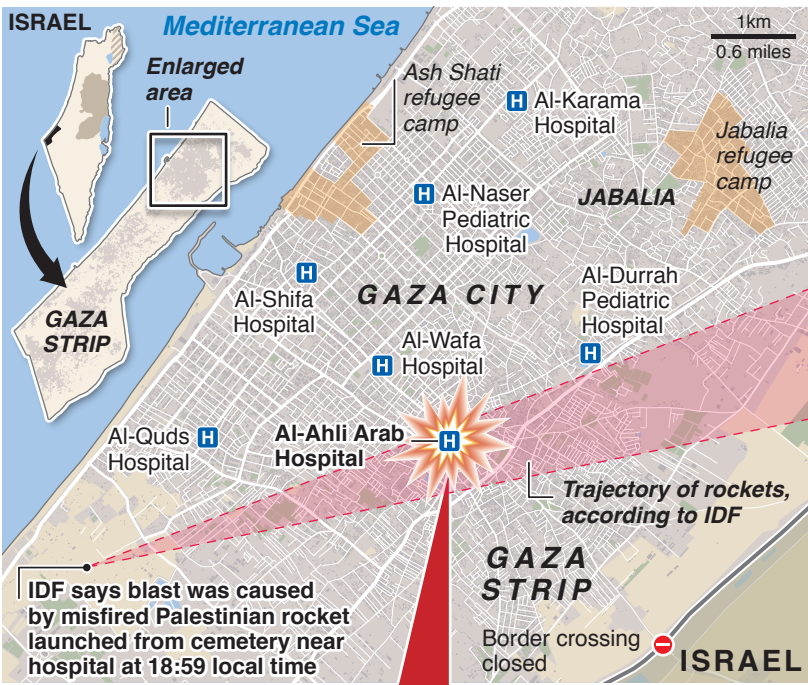 ISRAEL
Mediterranean Sea
1km
0.6 miles
Enlarged
area
Ash Shati
refugee
camp
H Al-Karama
Hospital
Jabalia
refugee
camp
H Al-Naser
Pediatric
Hospital
JABALIA
H
Al-Shifa
Hospital
GAZA CITY
Al-Durrah
Pediatric
Hospital
H
GAZA
STRIP
H Al-Wafa
Hospital
Al-Quds H
Hospital
Al-Ahli Arab H
Hospital
Trajectory of rockets,
according to IDF
GAZA
STRIP
IDF says blast was caused
by misfired Palestinian rocket
launched from cemetery near
hospital at 18:59 local time
Border crossing
closed
ISRAEL